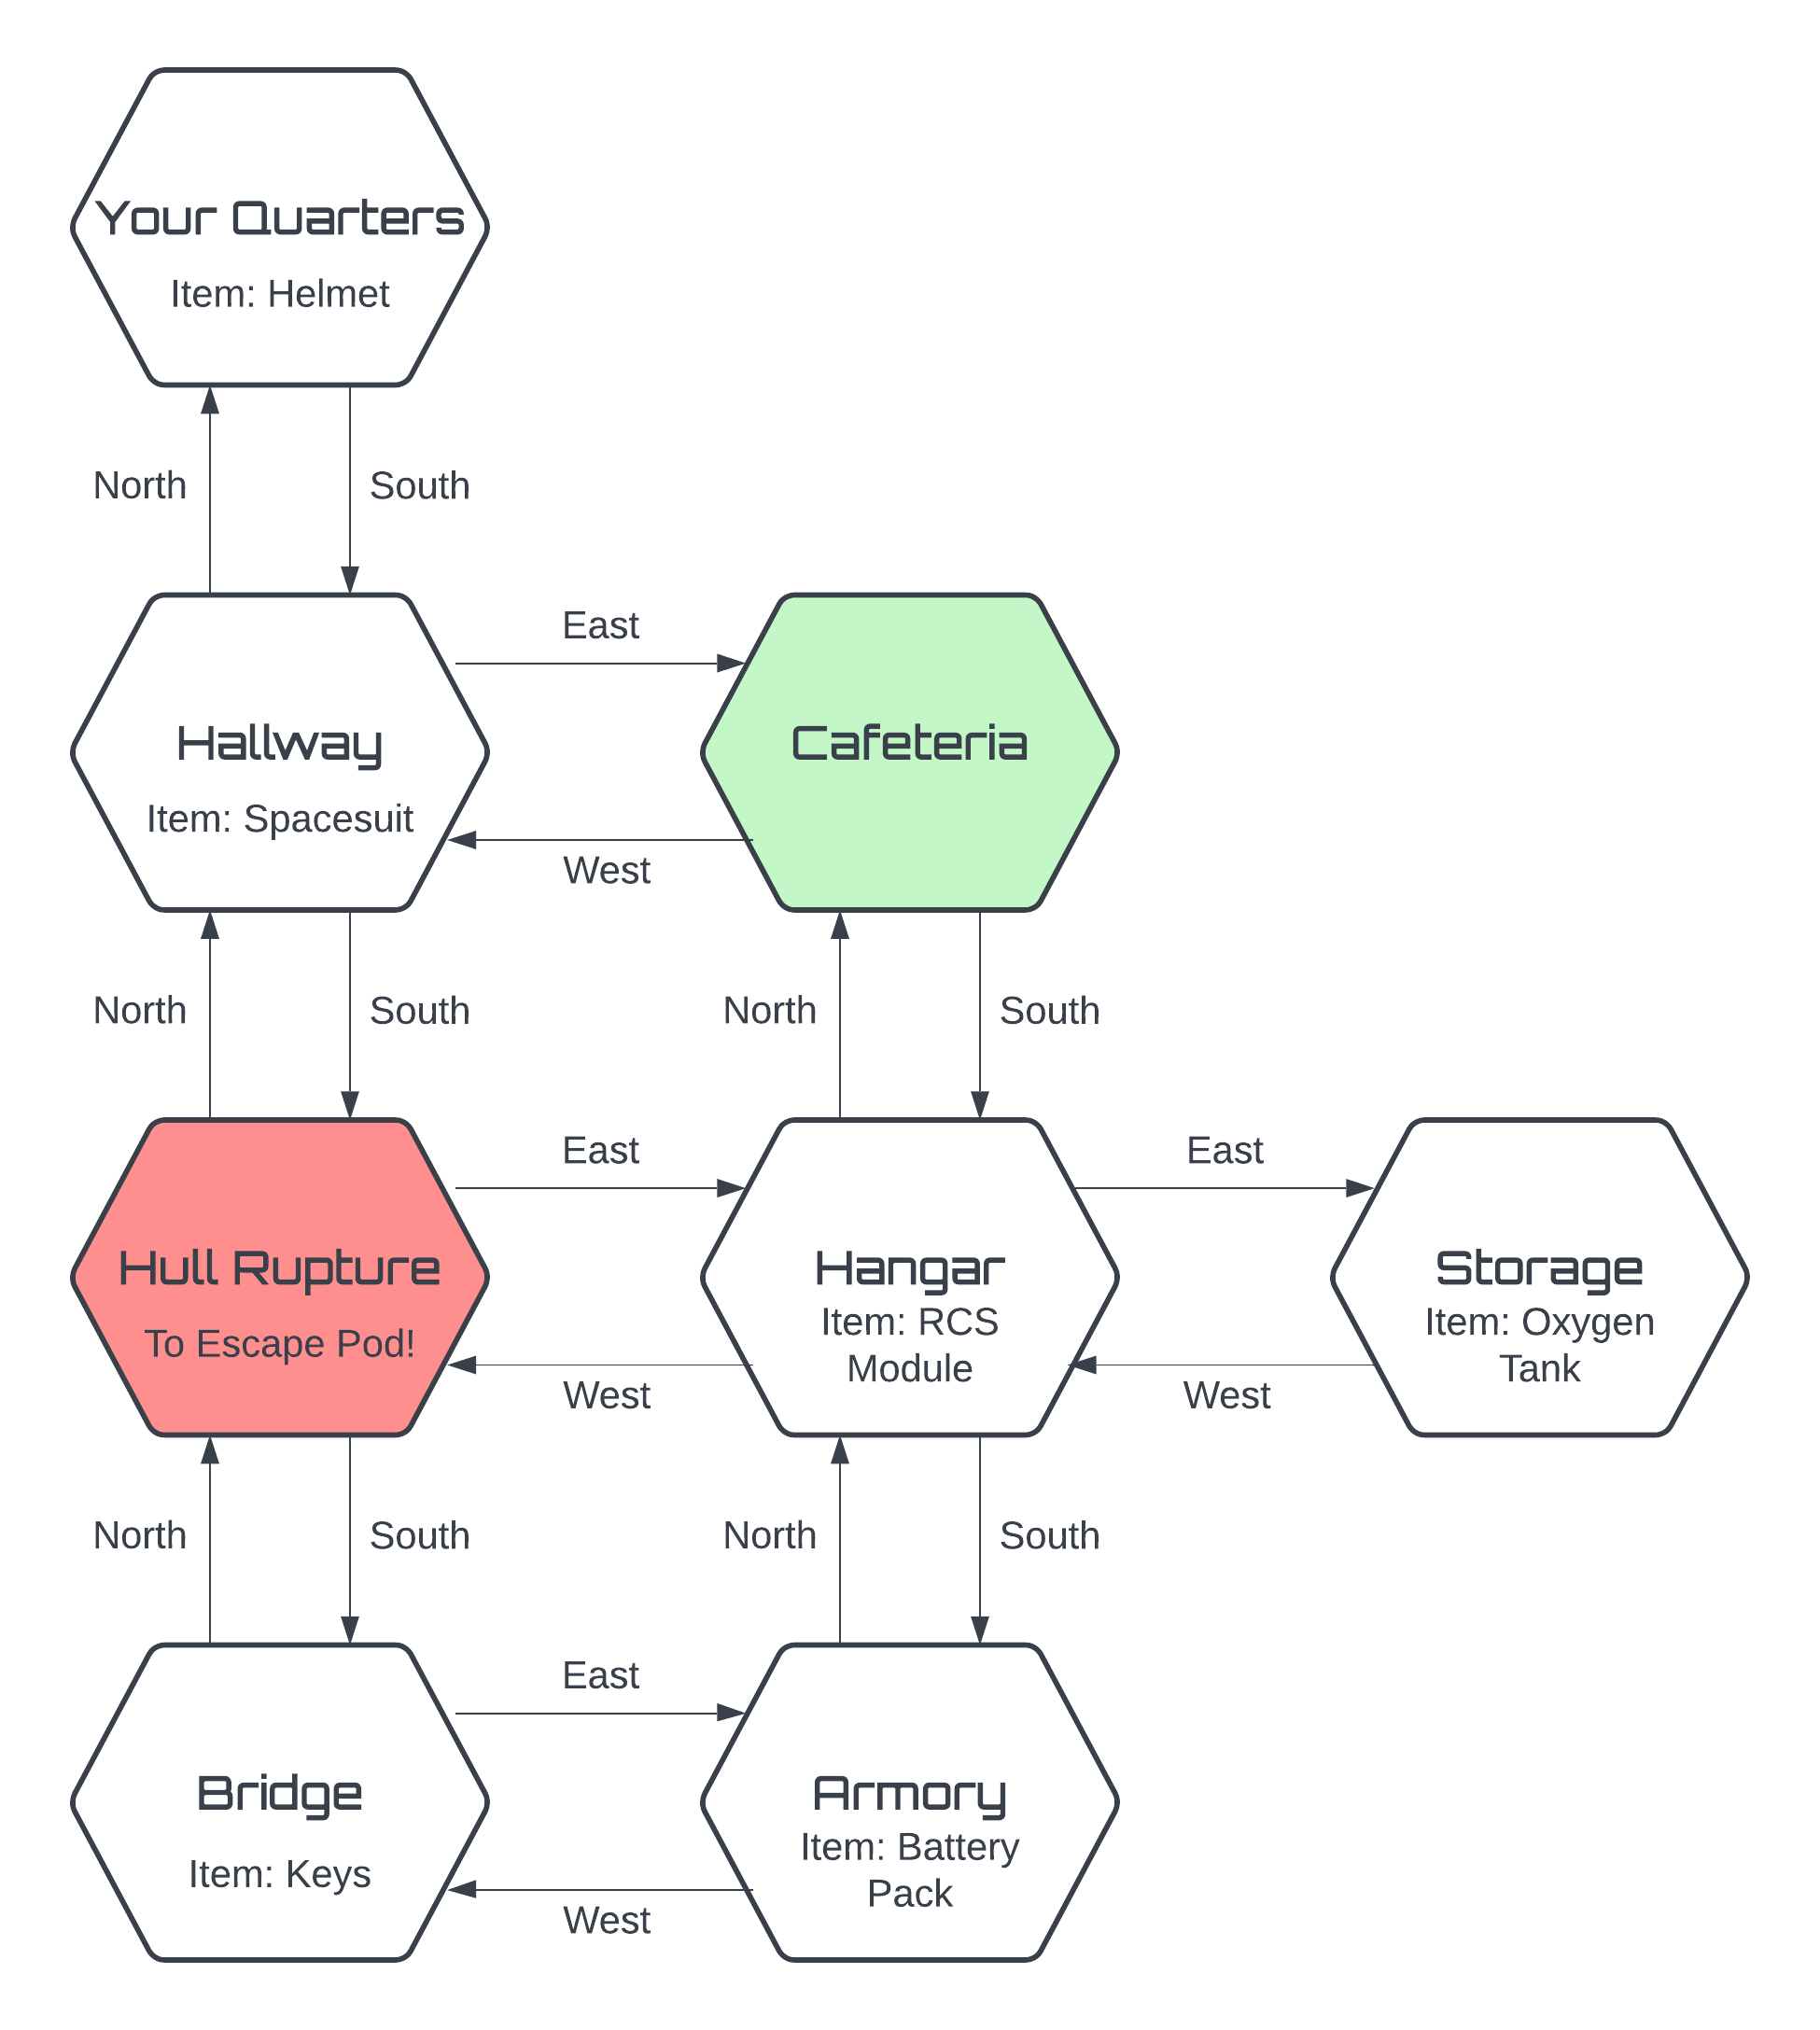 Your Quarters
Item: Helmet
North
South
East
Hallway
Item: Spacesuit
Cafeteria
West
North
South
North
South
East
East
Hull Rupture
To Escape Pod!
Hangar
Item: RCS
Module
Storage
Item: Oxygen
Tank
West
West
North
South
North
South
East
Bridge
Item: Keys
Armory
Item: Battery
Pack
West